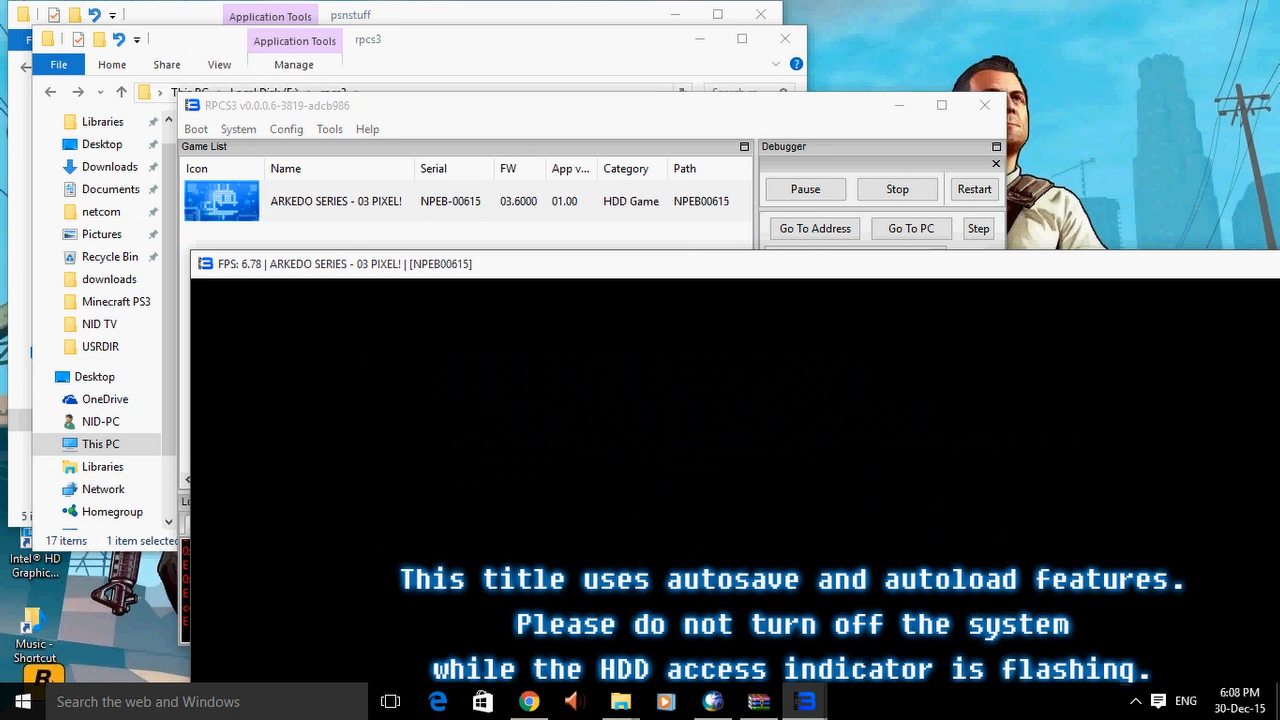 Application Tools psnstuff
Application Tools rpcs3
File Home Share View Manage
RPCS3 v0.0.0.6-3819-adcb986
Boot System Config Tools Help
Game List
Debugger
Icon Name Serial FW App v... Category Path
ARKEDO SERIES - 03 PIXEL! NPEB-00615 03.6000 01.00 HDD Game NPEB00615
Pause Stop Restart
Go To Address Go To PC Step
FPS: 6.78 | ARKEDO SERIES - 03 PIXEL! | [NPEB00615]
Libraries
Desktop
Downloads
Documents
netcom
Pictures
Recycle Bin
downloads
Minecraft PS3
NID TV
USRDIR
Desktop
OneDrive
NID-PC
This PC
Libraries
Network
Homegroup
17 items 1 item selected
This title uses autosave and autoload features.
Please do not turn off the system
while the HDD access indicator is flashing.
Intel® HD
Graphic...
Music -
Shortcut
Search the web and Windows
ENG
6:08 PM
30-Dec-15